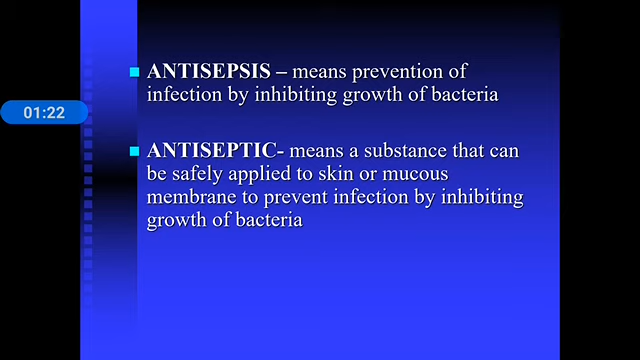 ANTISEPSIS – means prevention of
infection by inhibiting growth of bacteria
01:22
ANTISEPTIC- means a substance that can
be safely applied to skin or mucous
membrane to prevent infection by inhibiting
growth of bacteria